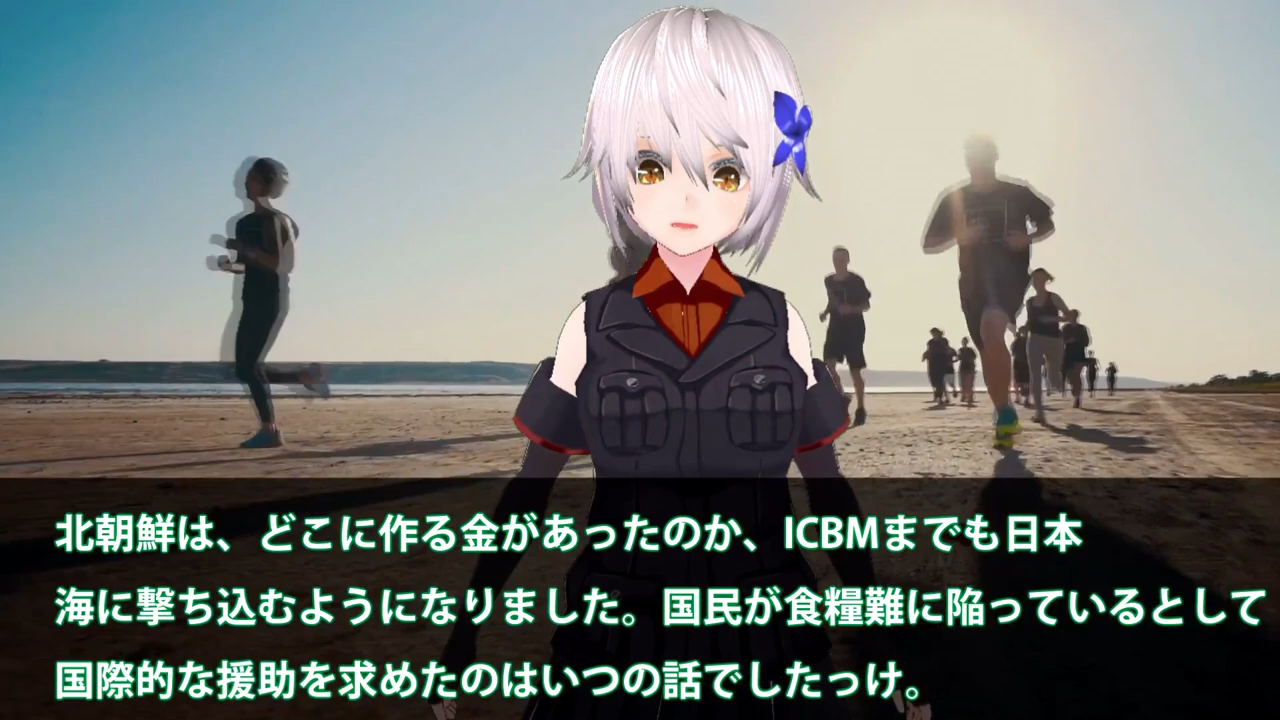 北朝鮮は、どこに作る金があったのか、ICBMまでも日本
海に撃ち込むようになりました。国民が食糧難に陥っているとして
国際的な援助を求めたのはいつの話でしたっけ。